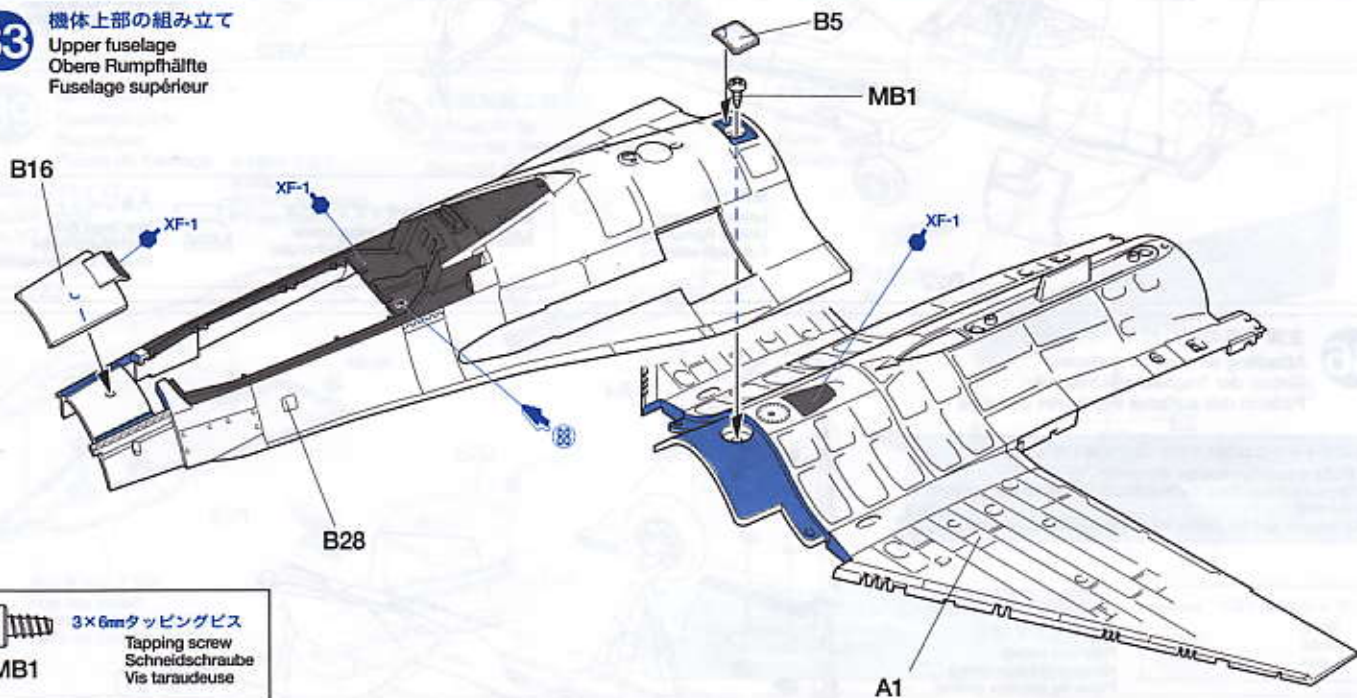 33
機体上部の組み立て
Upper fuselage
Obere Rumpfhälfte
Fuselage supérieur
B5
MB1
B16
XF-1
XF-1
XF-1
B28
A1
3×6mmタッピングビス
Tapping screw
Schneidschraube
Vis taraudeuse
MB1